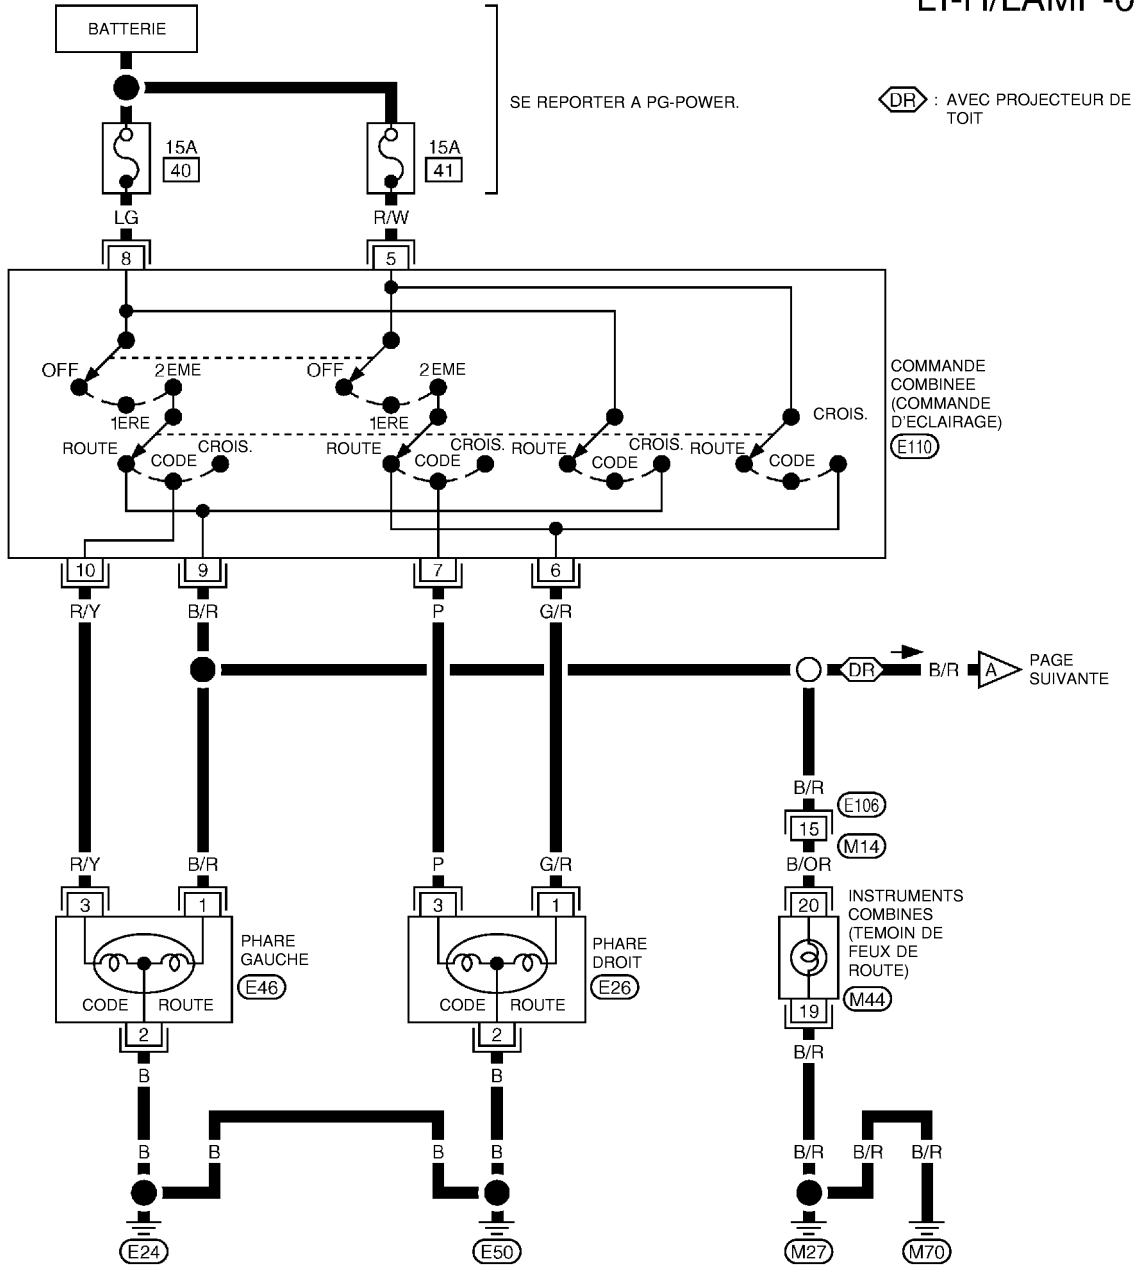 BATTERIE
SE REPORTER A PG-POWER.
DR : AVEC PROJECTEUR DE
TOIT
15A
40
15A
41
LG
R/W
8
5
OFF
2EME
1ERE
OFF
2EME
1ERE
COMMANDE
COMBINEE
(COMMANDE
D'ECLAIRAGE)
E110
CROIS.
ROUTE
CODE
CROIS.
ROUTE
CODE
CROIS.
ROUTE
CODE
CROIS.
ROUTE
CODE
10
9
7
6
R/Y
B/R
P
G/R
DR
B/R
A
PAGE
SUIVANTE
B/R
E106
15
M14
B/OR
R/Y
B/R
P
G/R
3
1
3
1
20
INSTRUMENTS
COMBINES
(TEMOIN DE
FEUX DE
ROUTE)
M44
PHARE
GAUCHE
E46
PHARE
DROIT
E26
CODE
ROUTE
CODE
ROUTE
2
2
19
B
B
B/R
B
B
B
B
B/R
B/R
B/R
E24
E50
M27
M70